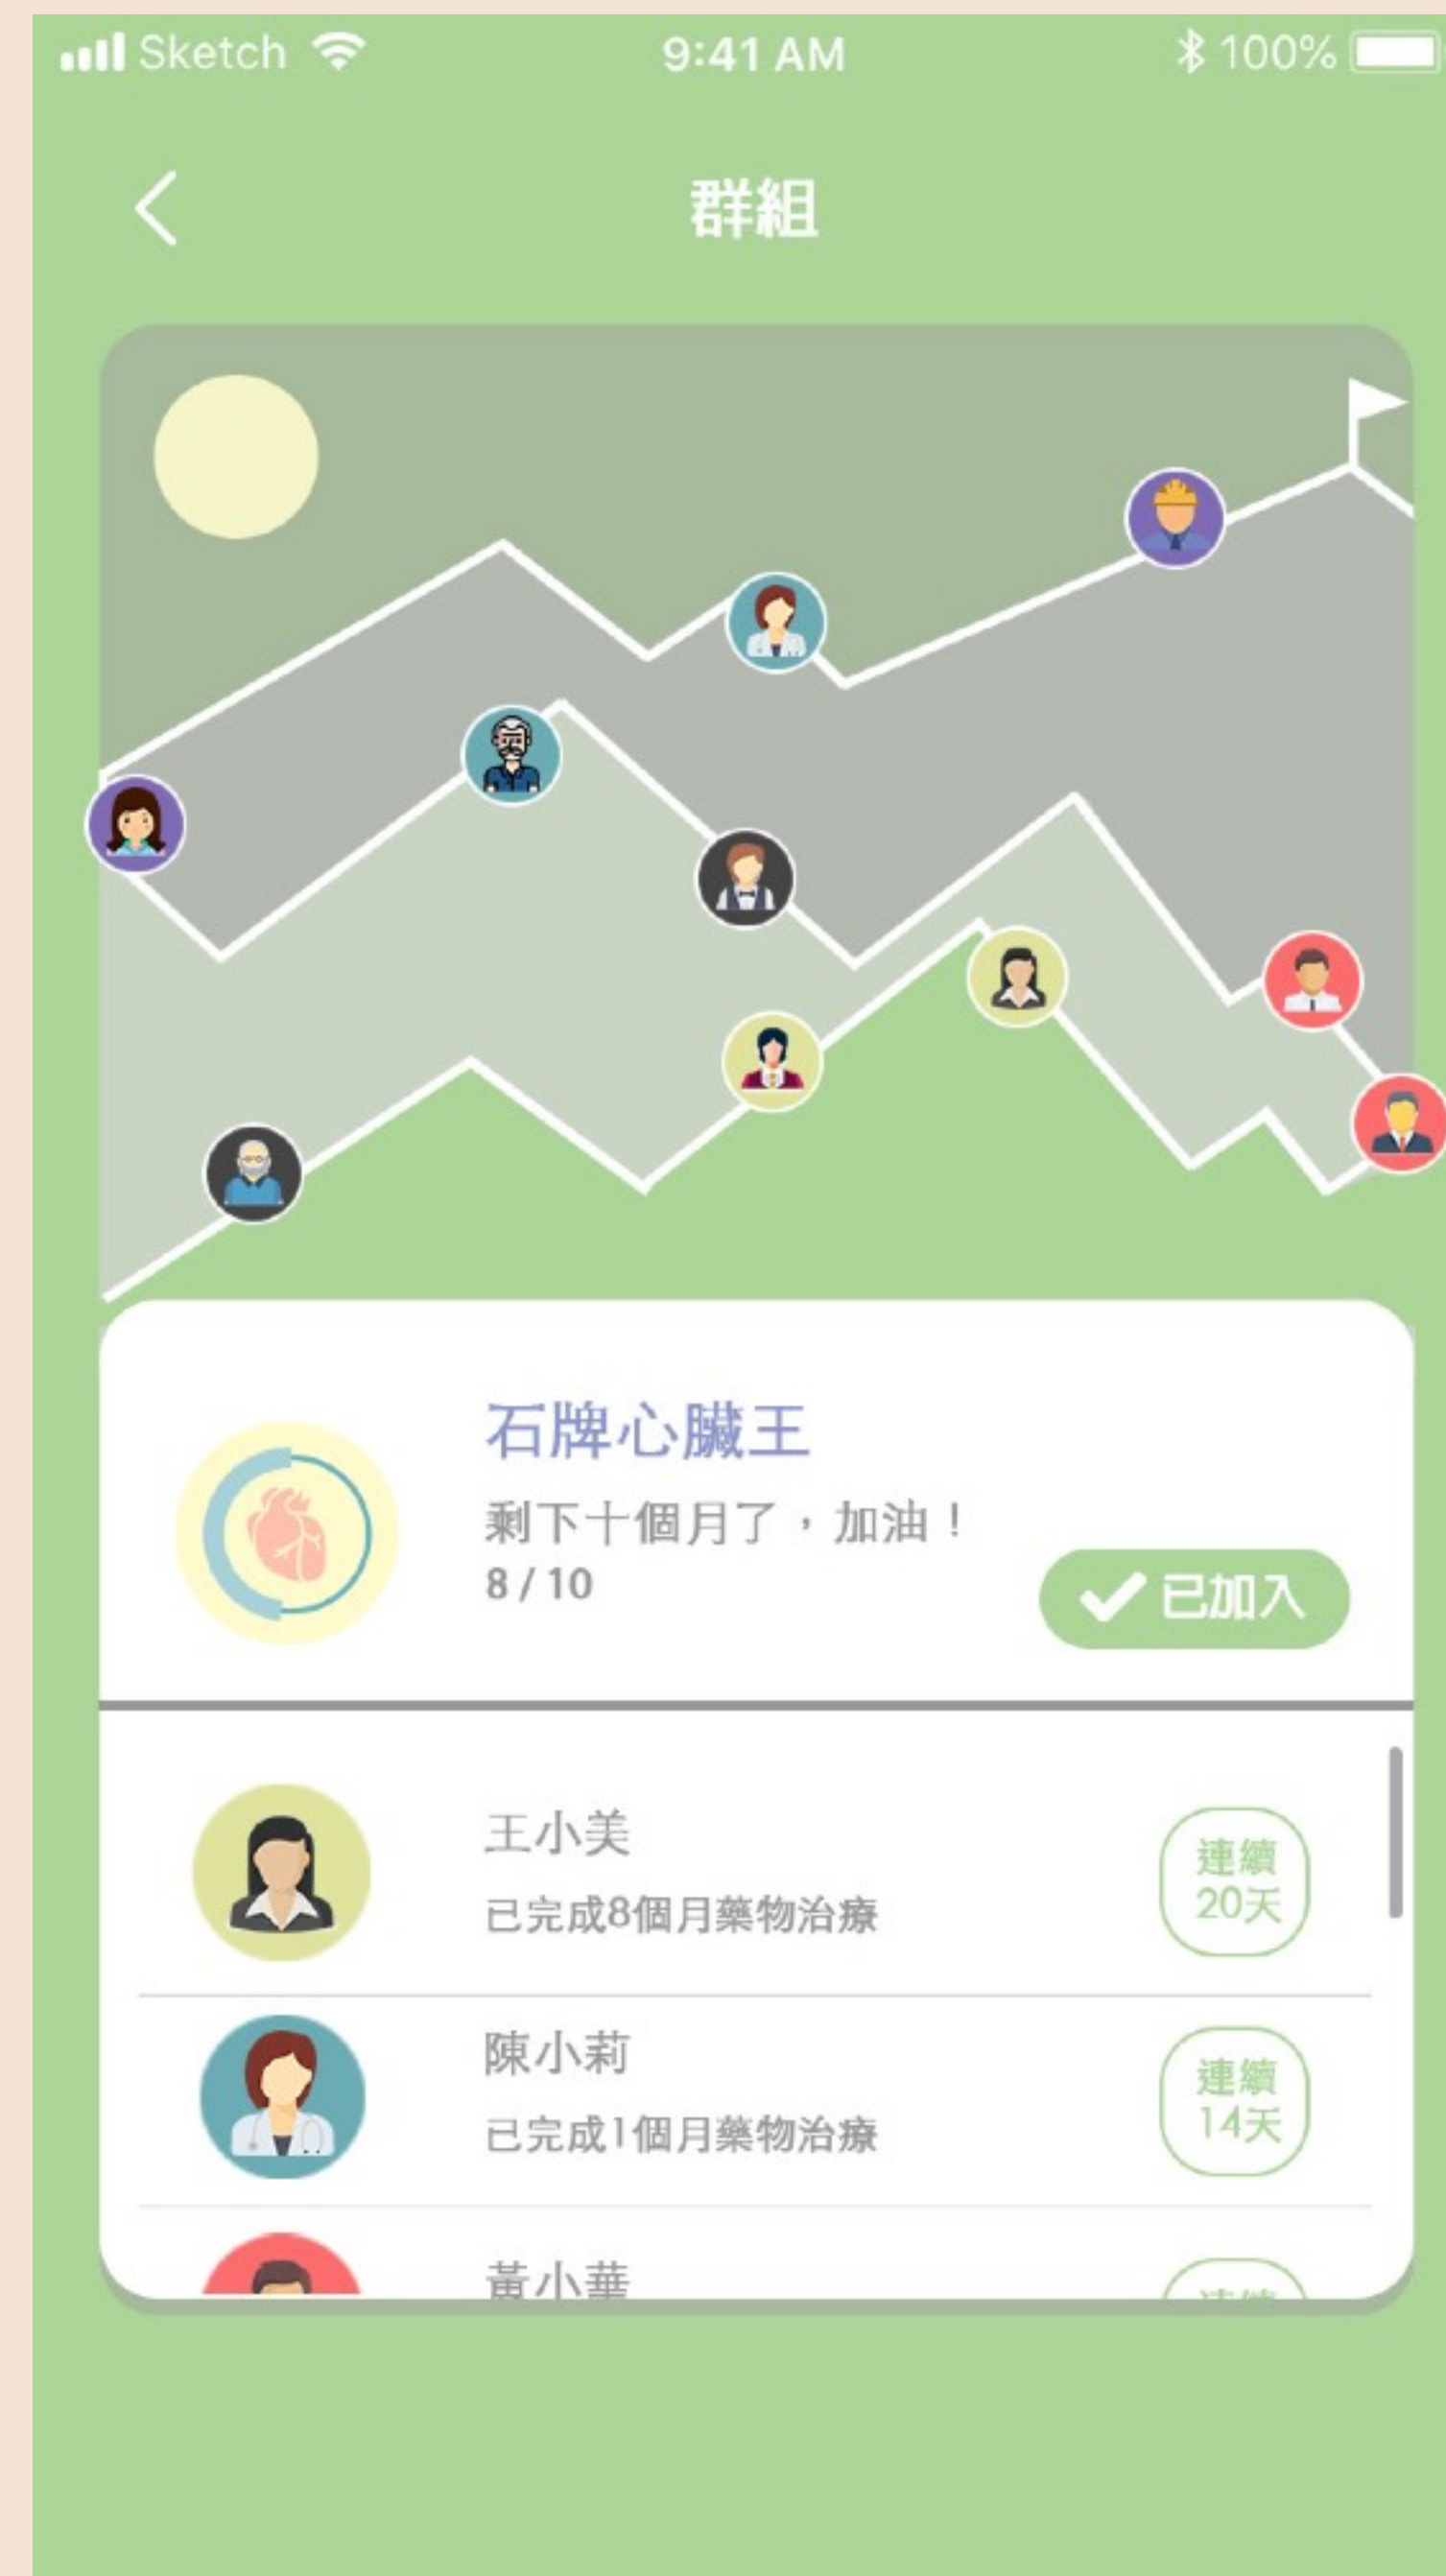 Sketch 9:41 AM 100%
群組
石牌心臟王
剩下十個月了，加油！
8 / 10
已加入
王小美
已完成8個月藥物治療
連續
20天
陳小莉
已完成1個月藥物治療
連續
14天
黃小華